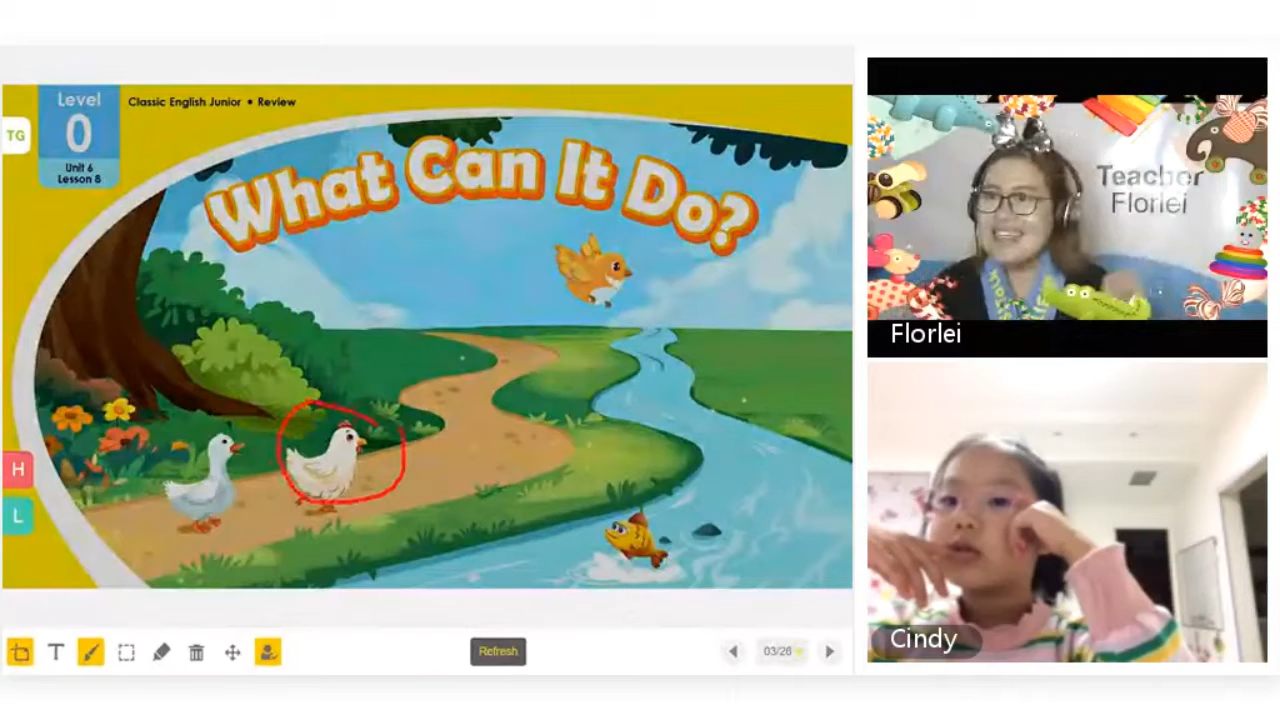 TG
Level
0
Unit 6
Lesson 8
Classic English Junior • Review
What Can It Do?
H
L
T
Refresh
03/26
Teacher
Florlei
Florlei
Cindy